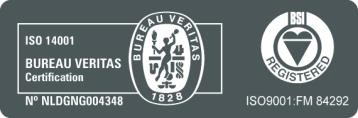 ISO 14001
BUREAU VERITAS
Certification
Nº NLDGNG004348
BUREAU VERITAS
1828
BSI
REGISTERED
ISO9001:FM 84292